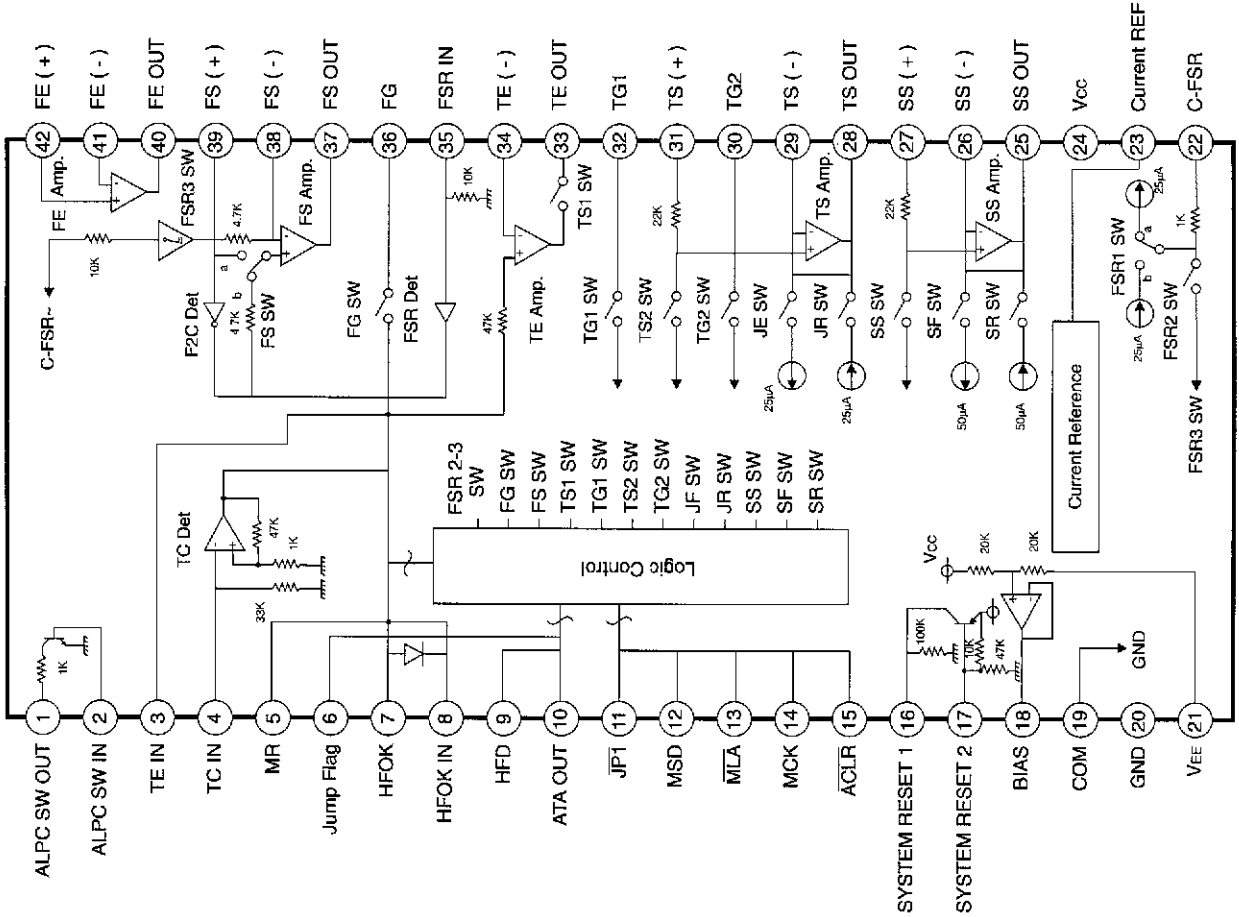 42 FE (+)
41 FE (-)
40 FE OUT
39 FS (+)
38 FS (-)
37 FS OUT
36 FG
35 FSR IN
34 TE (-)
33 TE OUT
32 TG1
31 TS (+)
30 TG2
29 TS (-)
28 TS OUT
27 SS (+)
26 SS (-)
25 SS OUT
24 Vcc
23 Current REF
22 C-FSR
FE Amp.
C-FSR~
10K
FSR3 SW
4.7K
FS Amp.
a
b
F2C Det
4.7K
FS SW
FG SW
FSR Det
10K
47K
TE Amp.
TS1 SW
TG1 SW
22K
TS2 SW
TG2 SW
TS Amp.
JE SW
25µA
JR SW
25µA
22K
SS SW
SS Amp.
SF SW
50µA
SR SW
50µA
Current Reference
25µA
FSR1 SW
a
b
25µA
FSR2 SW
1K
FSR3 SW
TC Det
47K
1K
33K
FSR 2-3
SW
FG SW
FS SW
TS1 SW
TG1 SW
TS2 SW
TG2 SW
JF SW
JR SW
SS SW
SF SW
SR SW
Logic Control
1K
Vcc
20K
20K
100K
10K
47K
GND
1 ALPC SW OUT
2 ALPC SW IN
3 TE IN
4 TC IN
5 MR
6 Jump Flag
7 HFOK
8 HFOK IN
9 HFD
10 ATA OUT
11 JP1
12 MSD
13 MLA
14 MCK
15 ACLR
16 SYSTEM RESET 1
17 SYSTEM RESET 2
18 BIAS
19 COM
20 GND
21 VEE